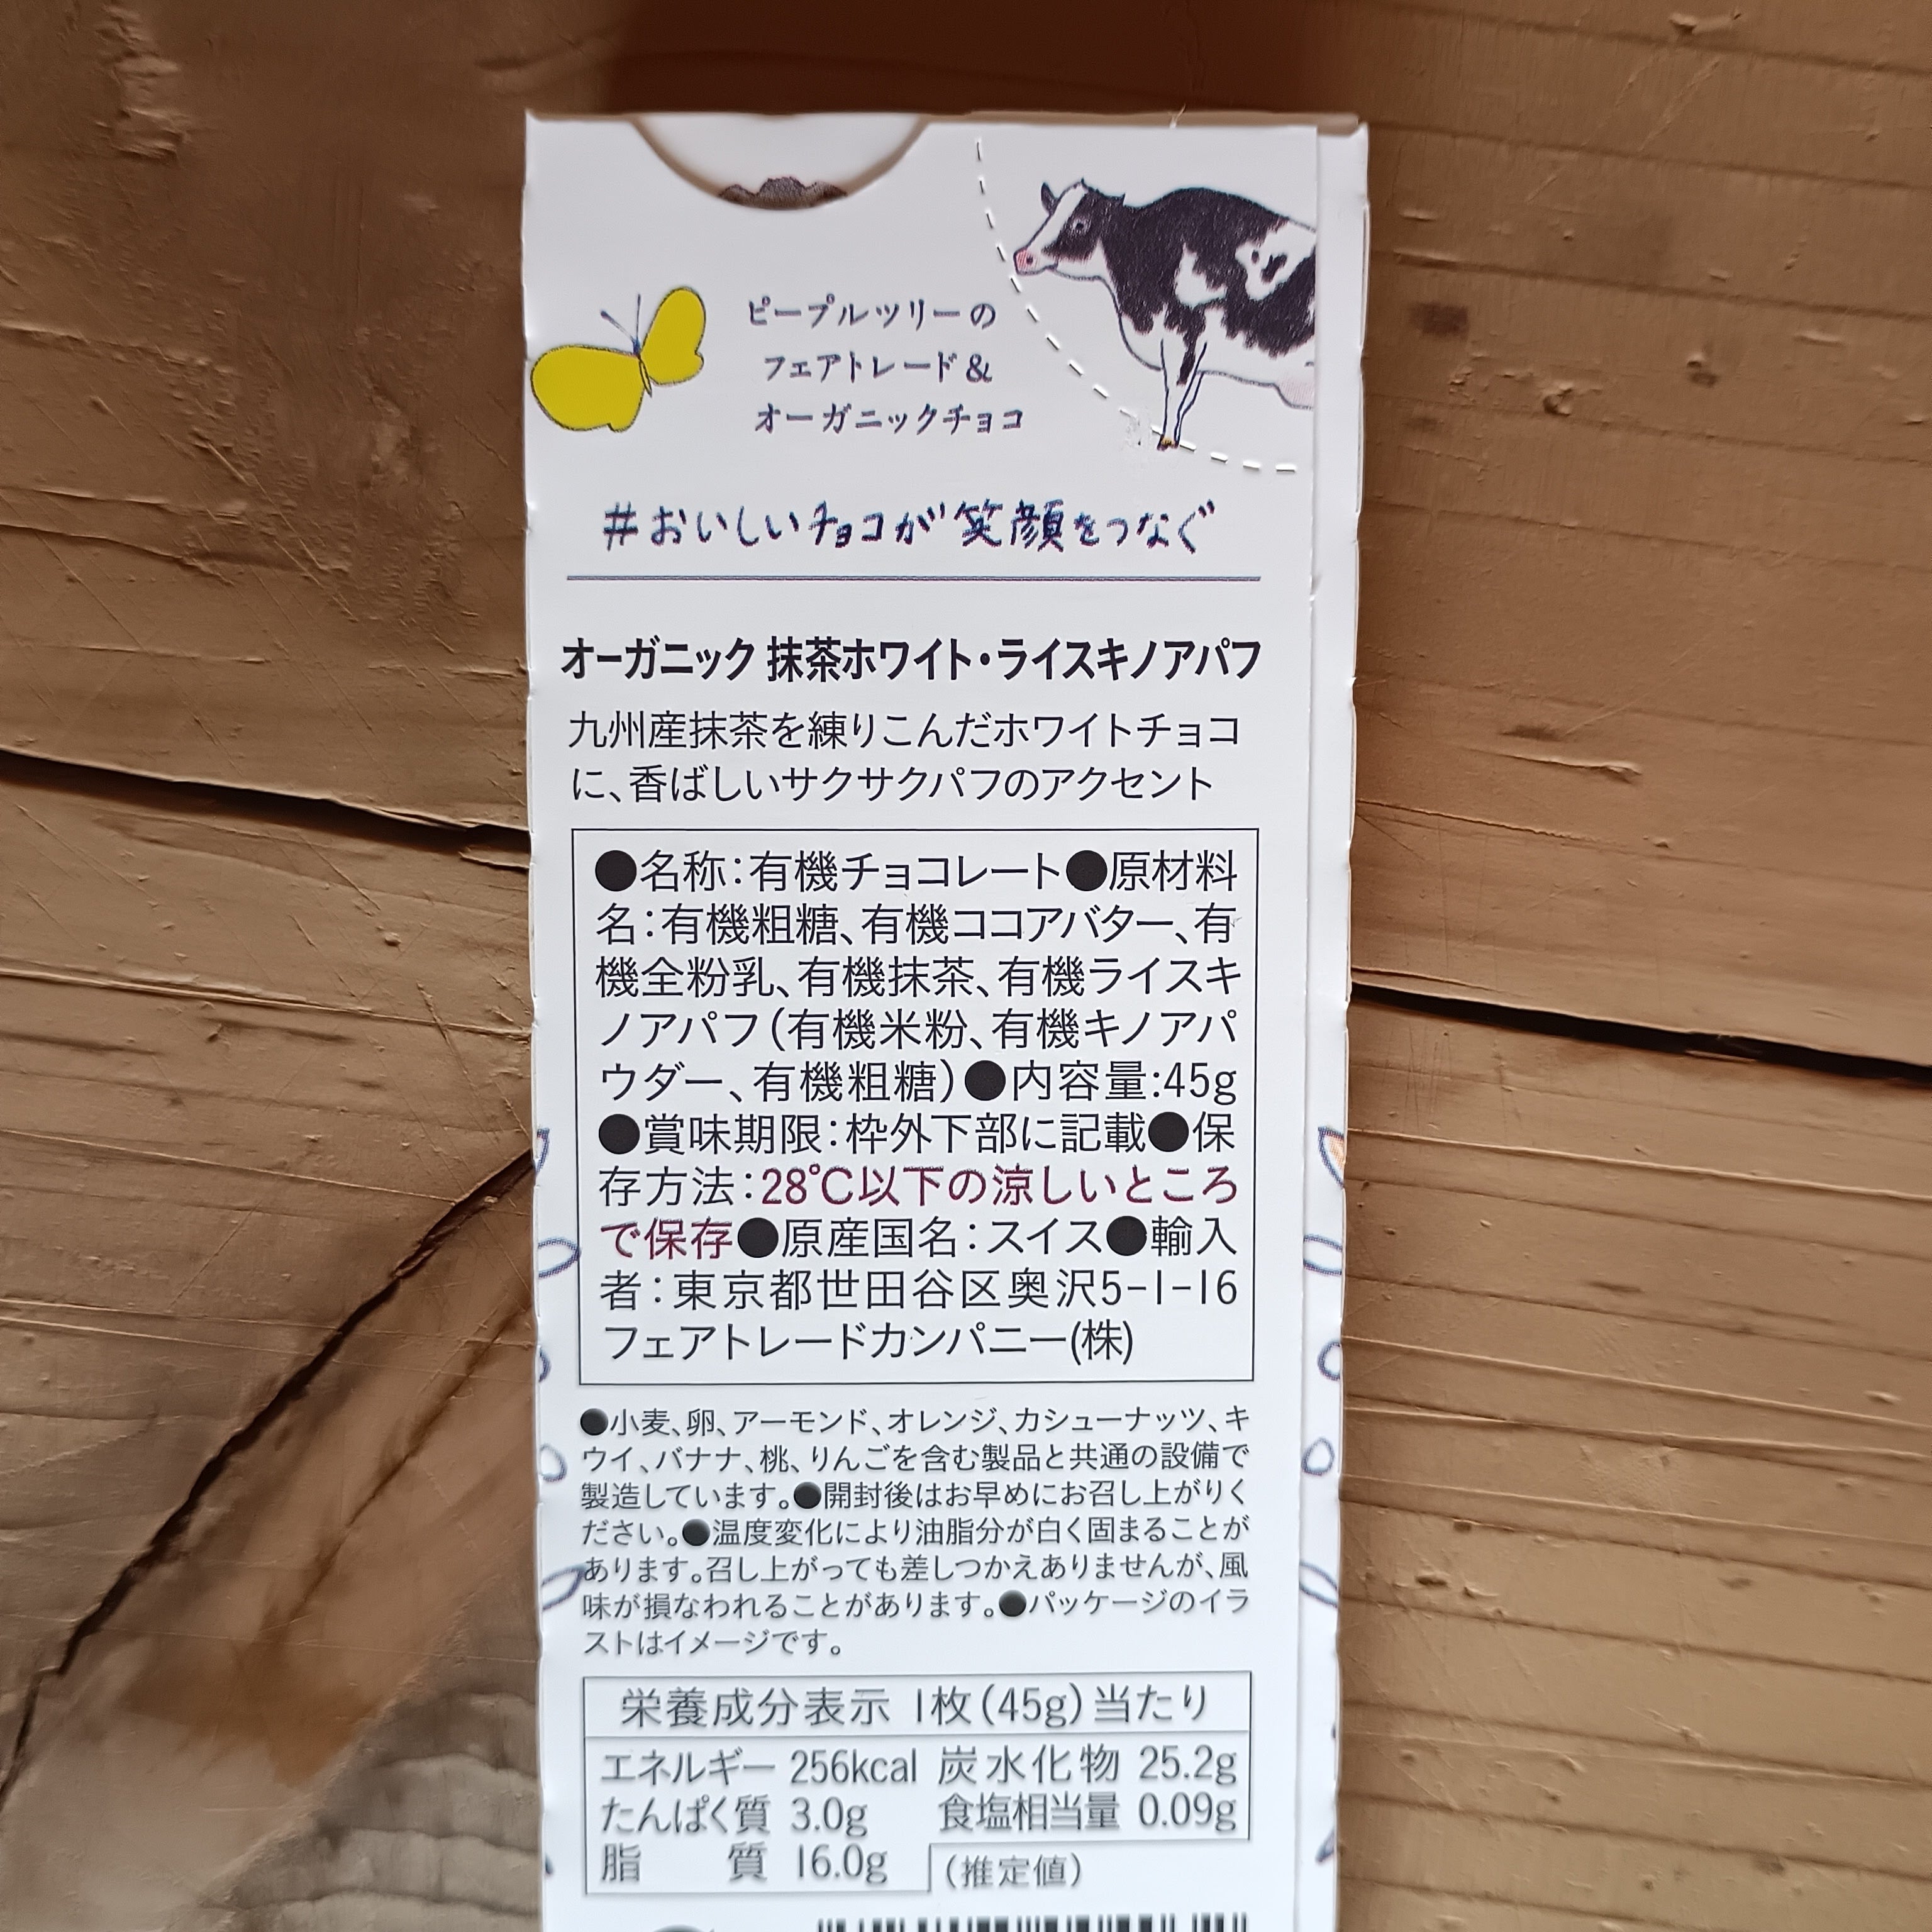 ピープルツリーの
フェアトレード&
オーガニックチョコ
#おいしいチョコが笑顔をつなぐ
オーガニック 抹茶ホワイト・ライスキノアパフ
九州産抹茶を練りこんだホワイトチョコ
に、香ばしいサクサクパフのアクセント
●名称：有機チョコレート●原材料
名：有機粗糖、有機ココアバター、有
機全粉乳、有機抹茶、有機ライスキ
ノアパフ（有機米粉、有機キノアパ
ウダー、有機粗糖）●内容量:45g
●賞味期限：枠外下部に記載●保
存方法：28℃以下の涼しいところ
で保存●原産国名：スイス●輸入
者：東京都世田谷区奥沢5-1-16
フェアトレードカンパニー(株)
●小麦、卵、アーモンド、オレンジ、カシューナッツ、キ
ウイ、バナナ、桃、りんごを含む製品と共通の設備で
製造しています。●開封後はお早めにお召し上がりく
ださい。●温度変化により油脂分が白く固まることが
あります。召し上がっても差しつかえありませんが、風
味が損なわれることがあります。●パッケージのイラ
ストはイメージです。
栄養成分表示 1枚(45g)当たり
エネルギー 256kcal 炭水化物 25.2g
たんぱく質 3.0g 食塩相当量 0.09g
脂 質 16.0g (推定値)